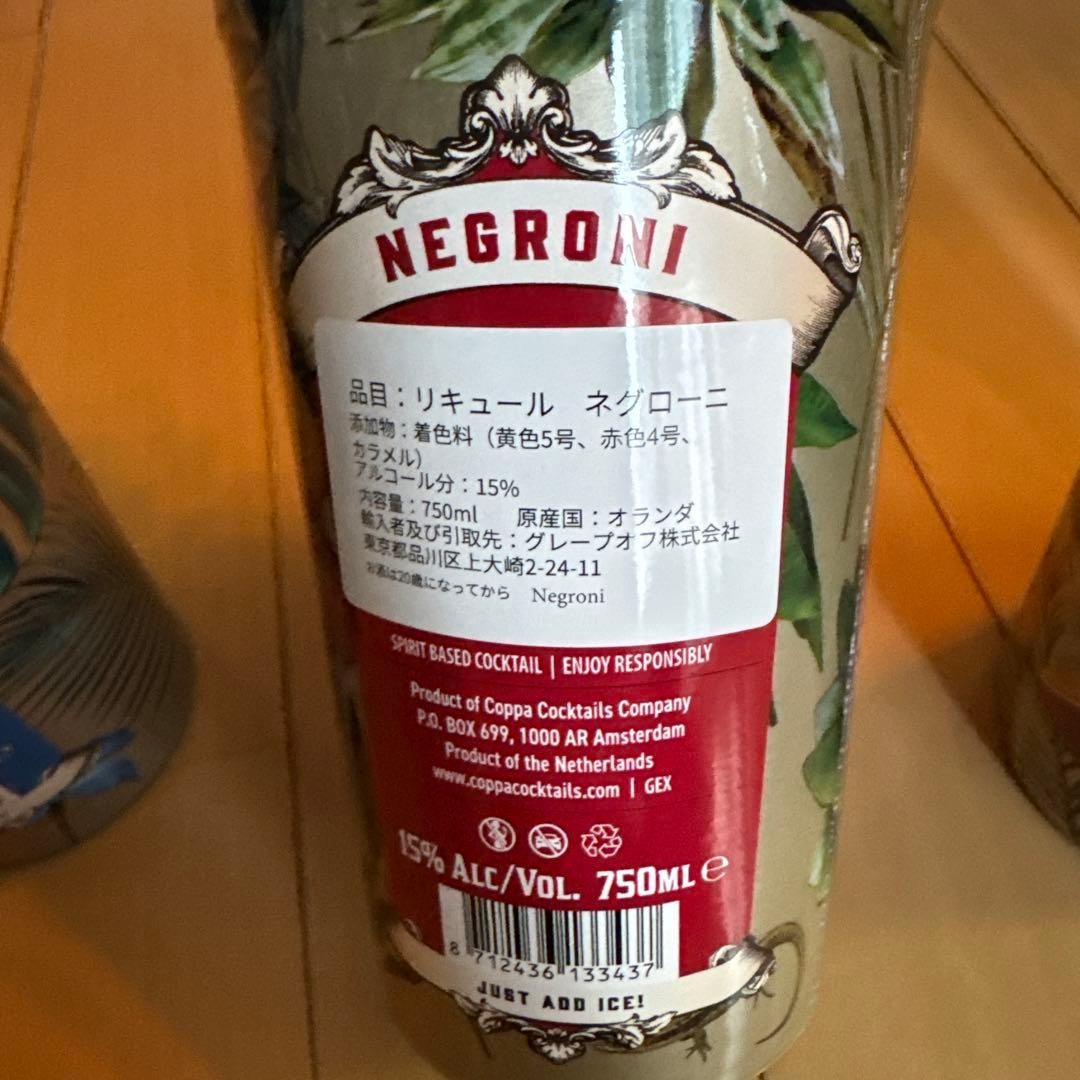 NEGRONI
品目：リキュール　ネグローニ
添加物：着色料（黄色5号、赤色4号、
カラメル）
アルコール分：15%
内容量：750ml　原産国：オランダ
輸入者及び引取先：グレープオフ株式会社
東京都品川区上大崎2-24-11
お酒は20歳になってから　Negroni
SPIRIT BASED COCKTAIL | ENJOY RESPONSIBLY
Product of Coppa Cocktails Company
P.O. BOX 699, 1000 AR Amsterdam
Product of the Netherlands
www.coppacocktails.com | GEX
15% ALC/VOL. 750ML ℮
8 712436 133437
JUST ADD ICE!